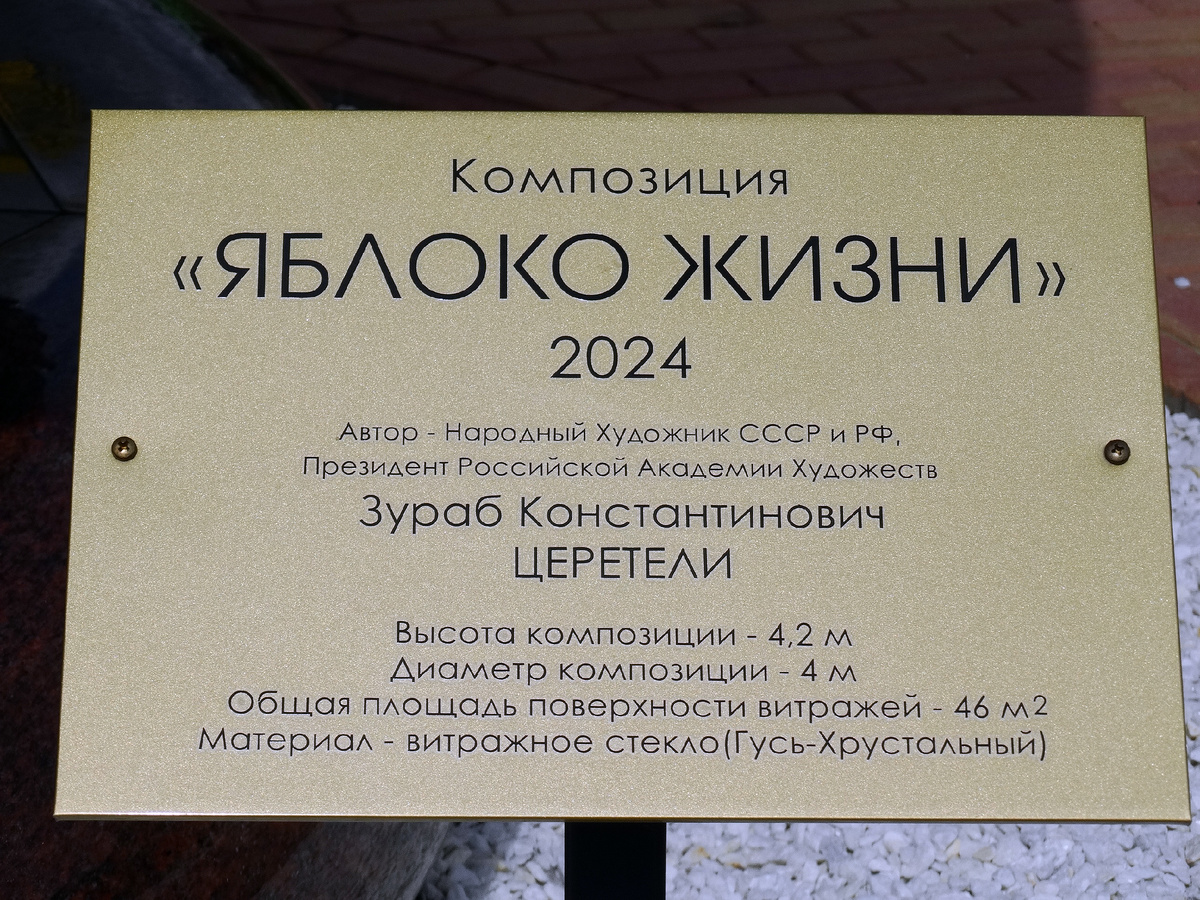 Композиция
«ЯБЛОКО ЖИЗНИ»
2024
Автор - Народный Художник СССР и РФ,
Президент Российской Академии Художеств
Зураб Константинович
ЦЕРЕТЕЛИ
Высота композиции - 4,2 м
Диаметр композиции - 4 м
Общая площадь поверхности витражей - 46 м2
Материал - витражное стекло(Гусь-Хрустальный)